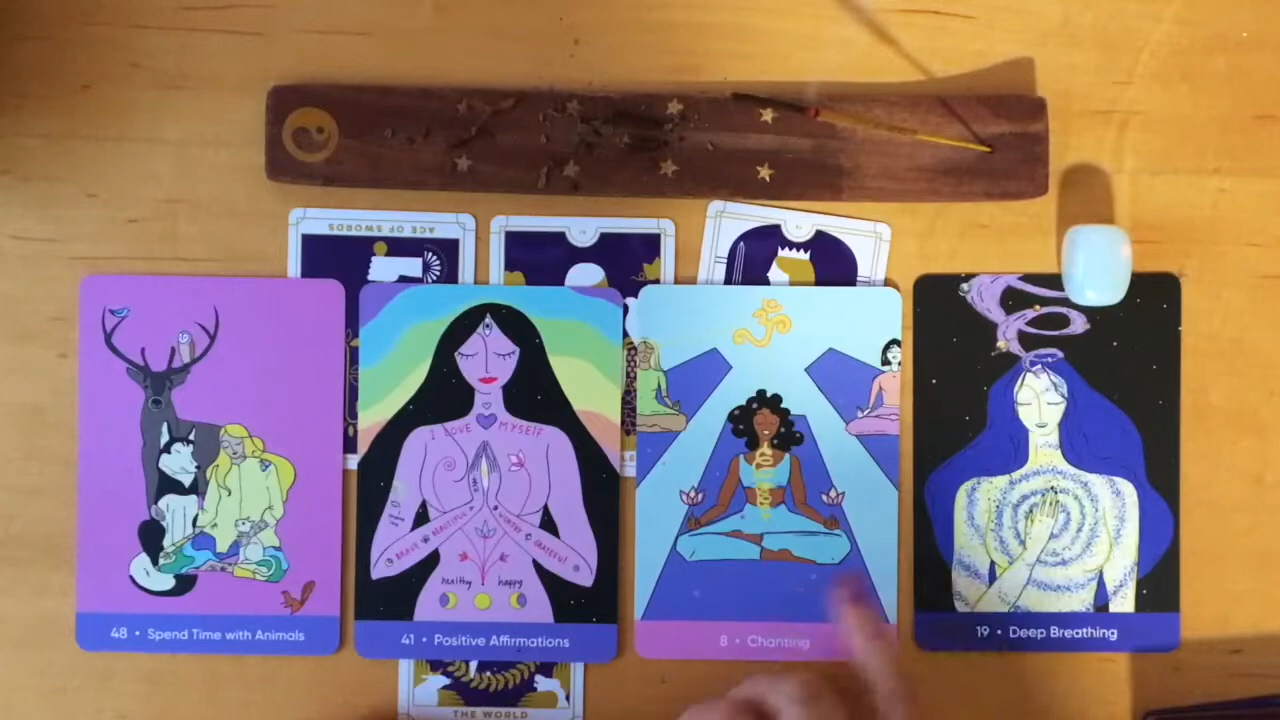 ACE OF SWORDS
ॐ
I LOVE MYSELF
BRAVE
BEAUTIFUL
GRATEFUL
healthy
happy
48 • Spend Time with Animals
41 • Positive Affirmations
8 • Chanting
19 • Deep Breathing
THE WORLD